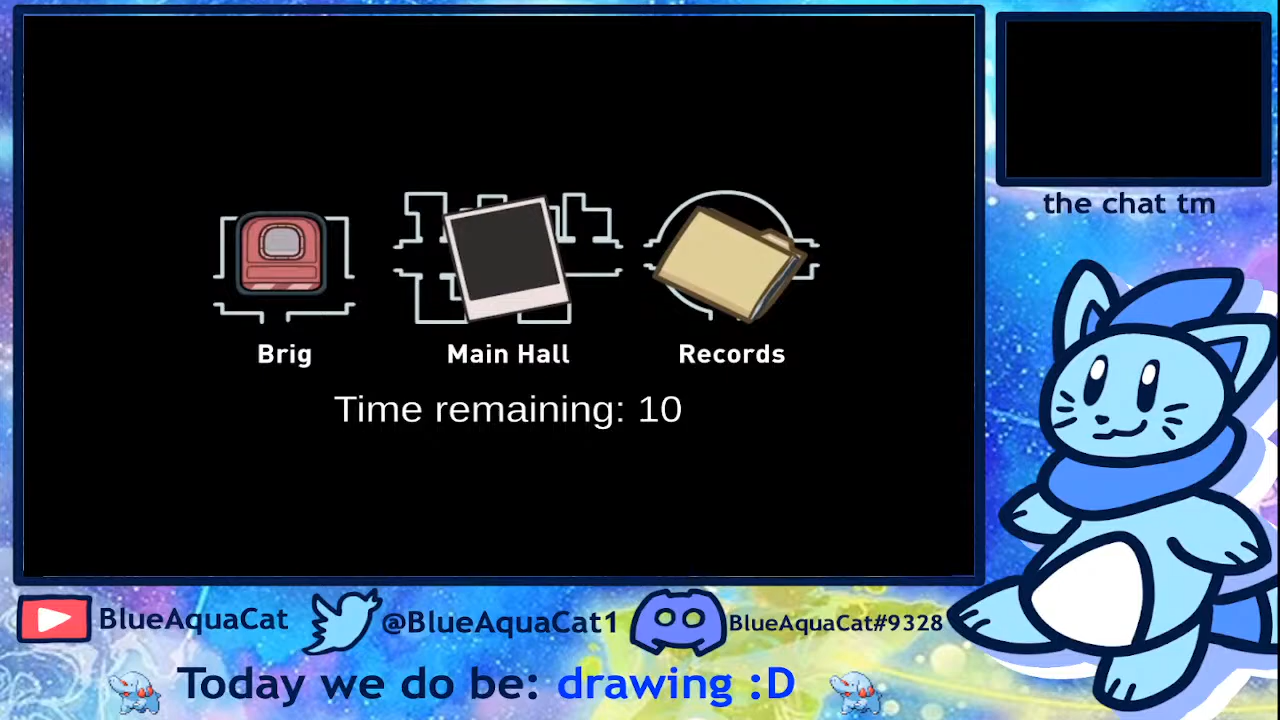 the chat tm
Brig
Main Hall
Records
Time remaining: 10
BlueAquaCat
@BlueAquaCat1
BlueAquaCat#9328
Today we do be: drawing :D